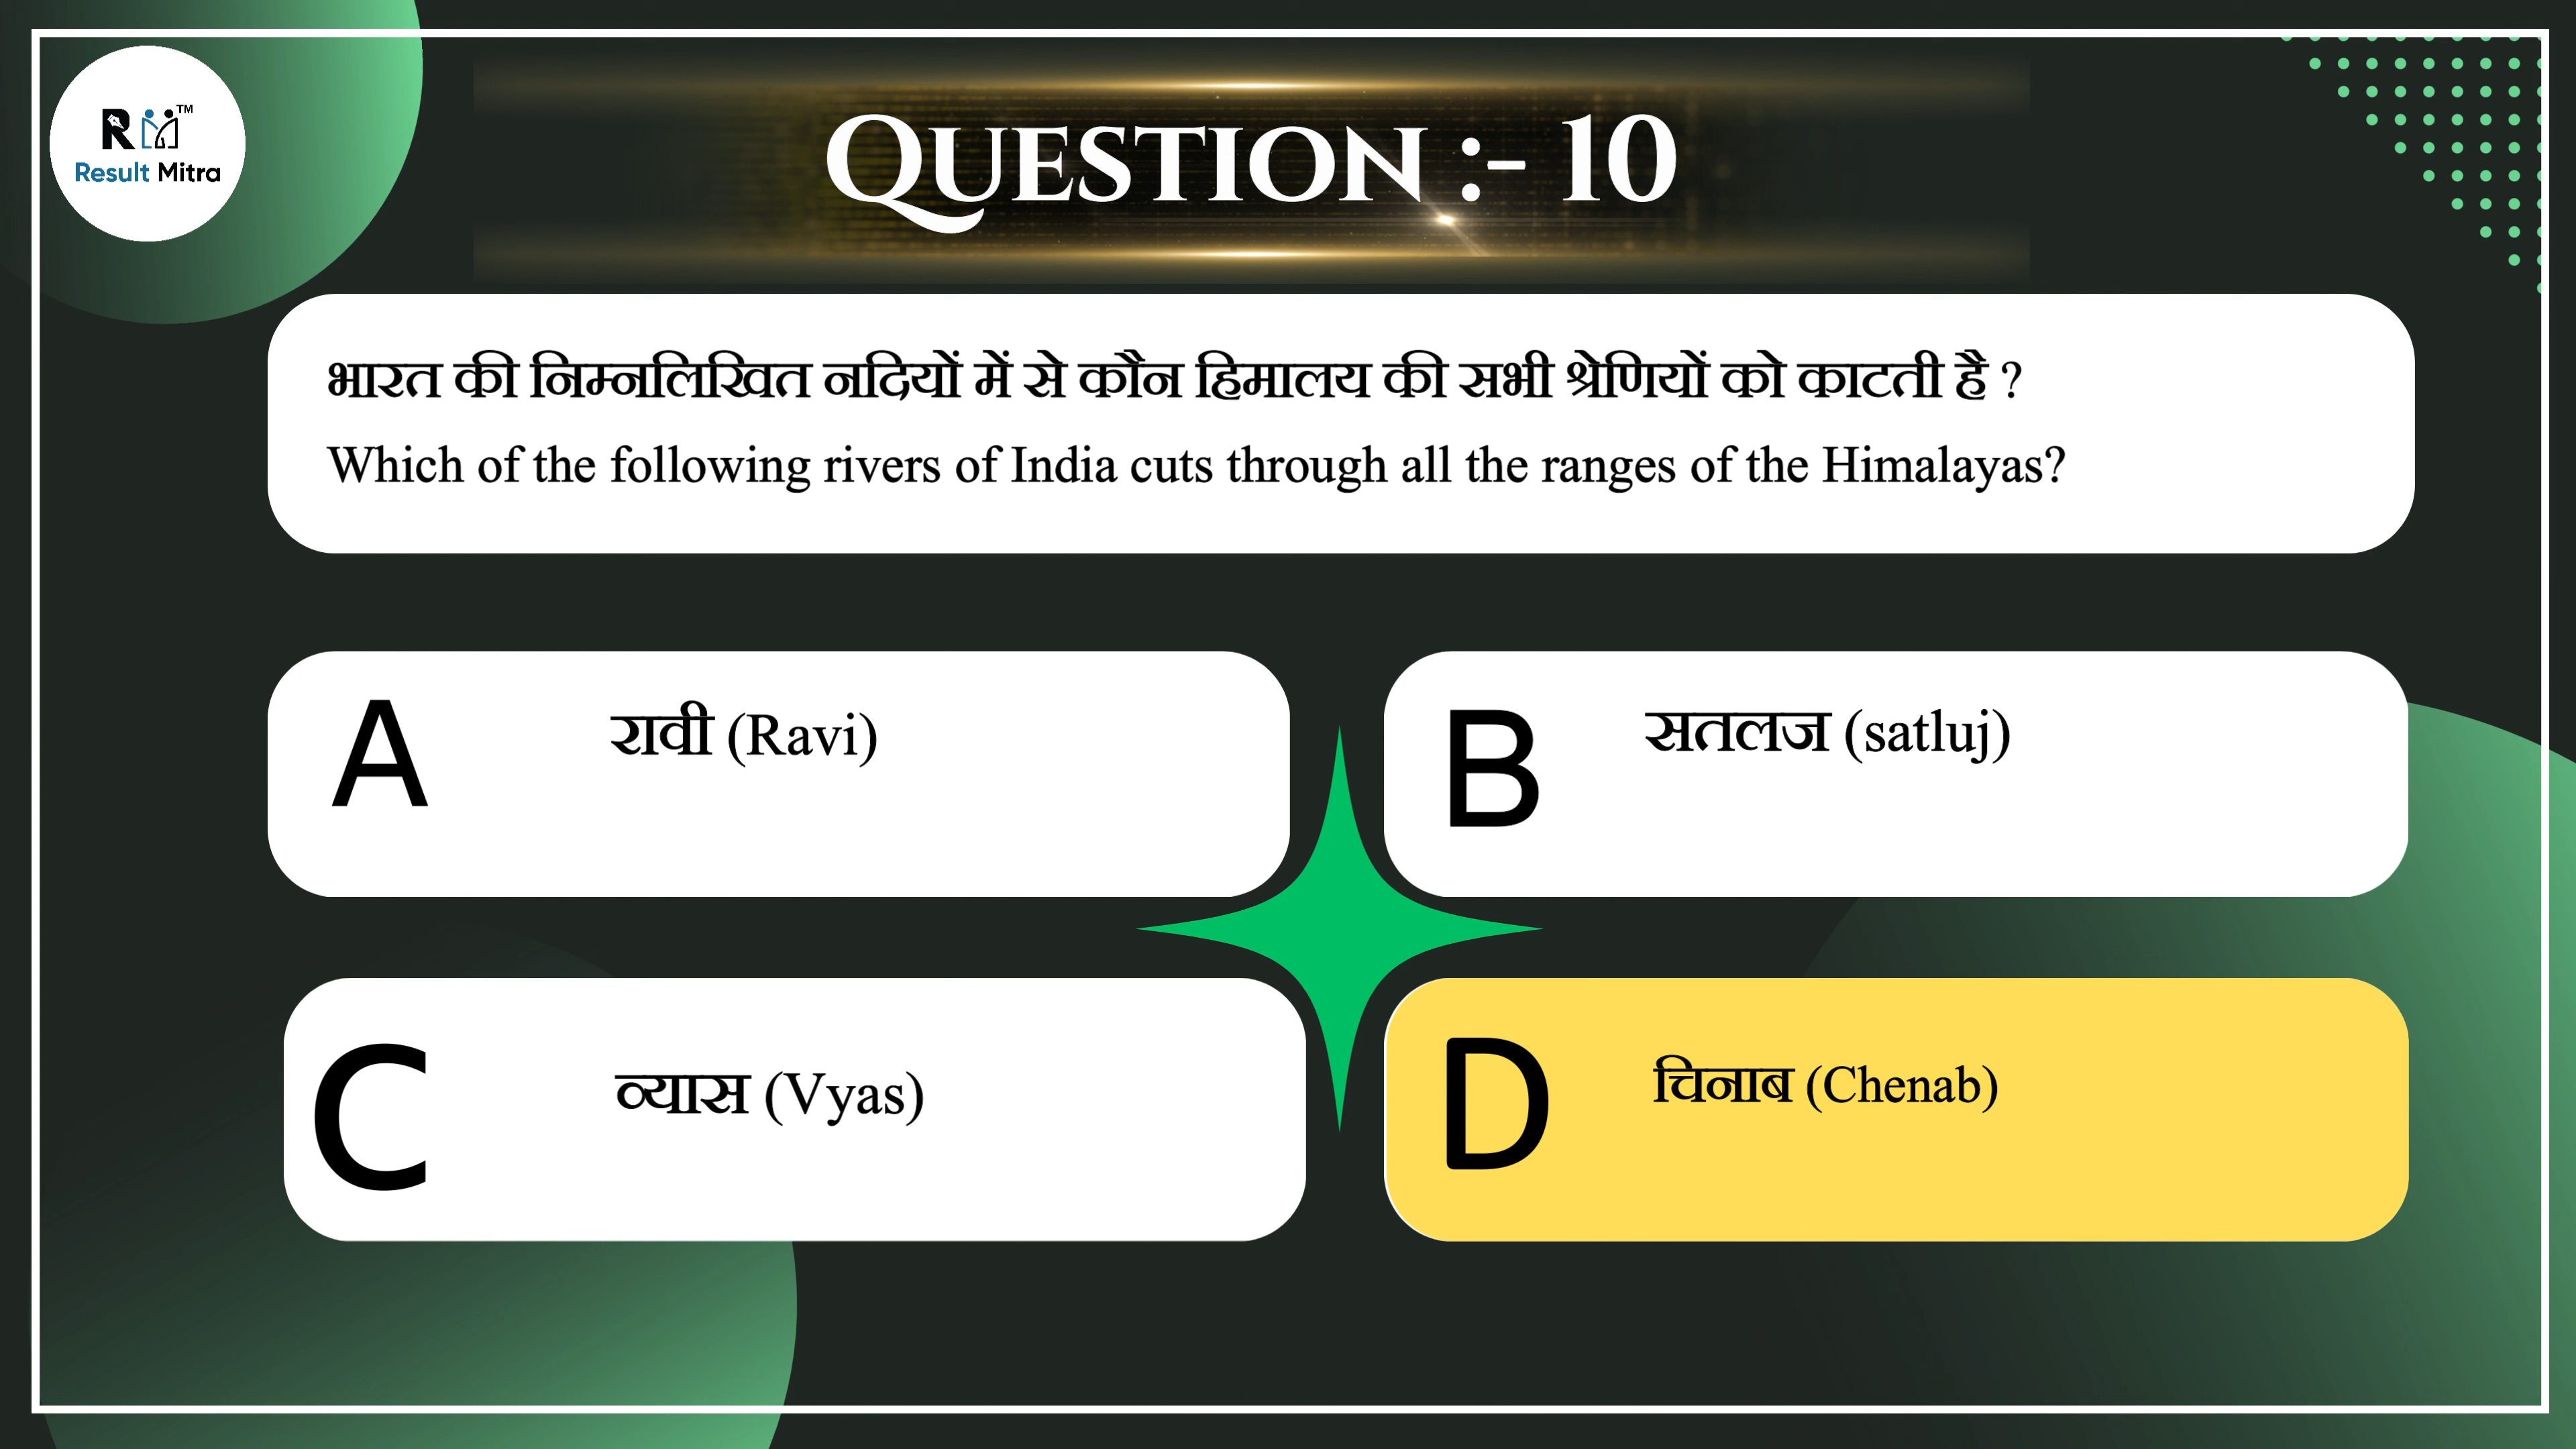 R TM
Result Mitra
QUESTION :- 10
भारत की निम्नलिखित नदियों में से कौन हिमालय की सभी श्रेणियों को काटती है ?
Which of the following rivers of India cuts through all the ranges of the Himalayas?
A रावी (Ravi)
B सतलज (satluj)
C व्यास (Vyas)
D चिनाब (Chenab)